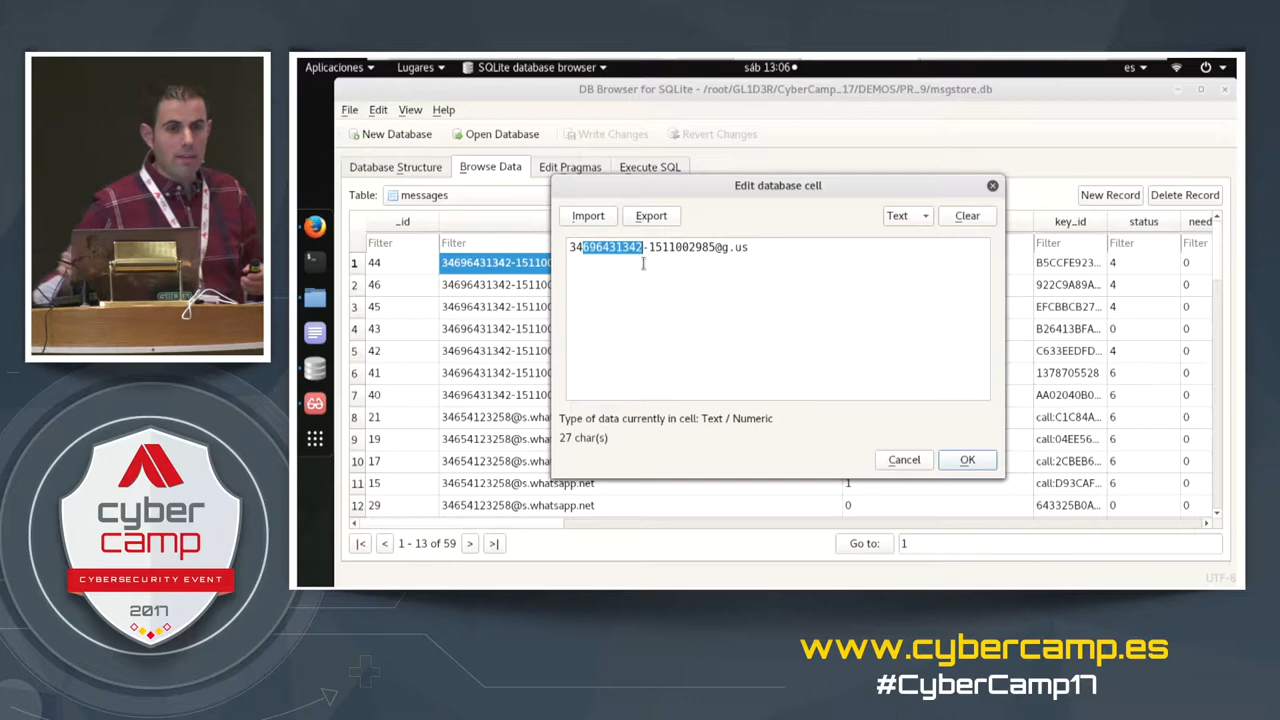 Aplicaciones Lugares SQLite database browser sáb 13:06 es
DB Browser for SQLite - /root/GL1D3R/CyberCamp_17/DEMOS/PR_9/msgstore.db
File Edit View Help
New Database Open Database Write Changes Revert Changes
Database Structure Browse Data Edit Pragmas Execute SQL
Table: messages New Record Delete Record
Edit database cell
Import Export Text Clear
34696431342-1511002985@g.us
Type of data currently in cell: Text / Numeric
27 char(s)
Cancel OK
_id key_id status need
Filter Filter Filter Filter Filter
1 44 34696431342-15110 B5CCFE923... 4 0
2 46 34696431342-15110 922C9A89A... 4 0
3 45 34696431342-15110 EFCBBCB27... 4 0
4 43 34696431342-15110 B26413BFA... 0 0
5 42 34696431342-15110 C633EEDFD... 4 0
6 41 34696431342-15110 1378705528 6 0
7 40 34696431342-15110 AA02040B0... 6 0
8 21 34654123258@s.wha call:C1C84A... 6 0
9 19 34654123258@s.wha call:04EE56... 6 0
10 17 34654123258@s.wha call:2CBEB6... 6 0
11 15 34654123258@s.whatsapp.net 1 call:D93CAF... 6 0
12 29 34654123258@s.whatsapp.net 0 643325B0A... 0 0
|< < 1 - 13 of 59 > >| Go to: 1
UTF-8
cyber
camp
CYBERSECURITY EVENT
2017
www.cybercamp.es
#CyberCamp17